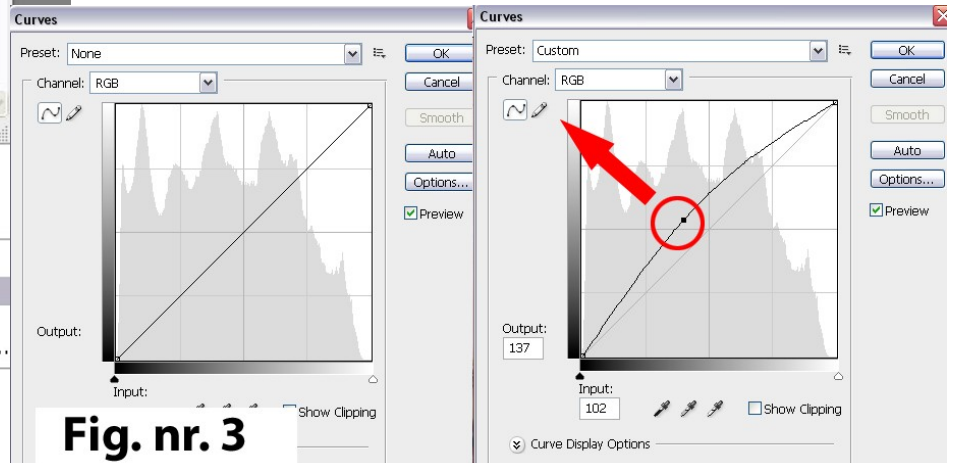 Curves
Preset: None
OK
Channel: RGB
Cancel
Smooth
Auto
Options...
Preview
Output:
Input:
Show Clipping
Fig. nr. 3
Curves
Preset: Custom
OK
Channel: RGB
Cancel
Smooth
Auto
Options...
Preview
Output:
137
Input:
102
Show Clipping
Curve Display Options